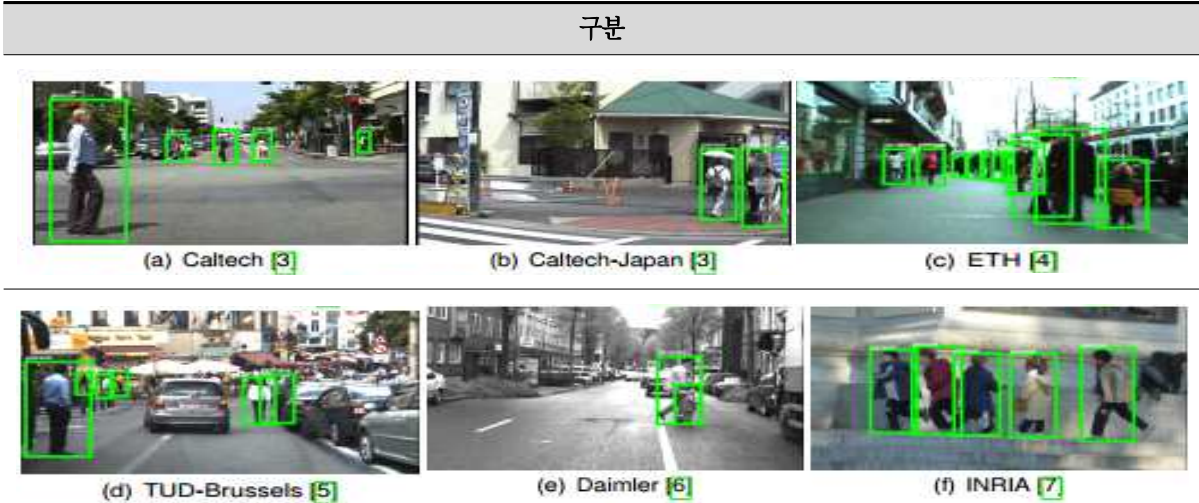 구분
(a) Caltech [3]
(b) Caltech-Japan [3]
(c) ETH [4]
(d) TUD-Brussels [5]
(e) Daimler [6]
(f) INRIA [7]